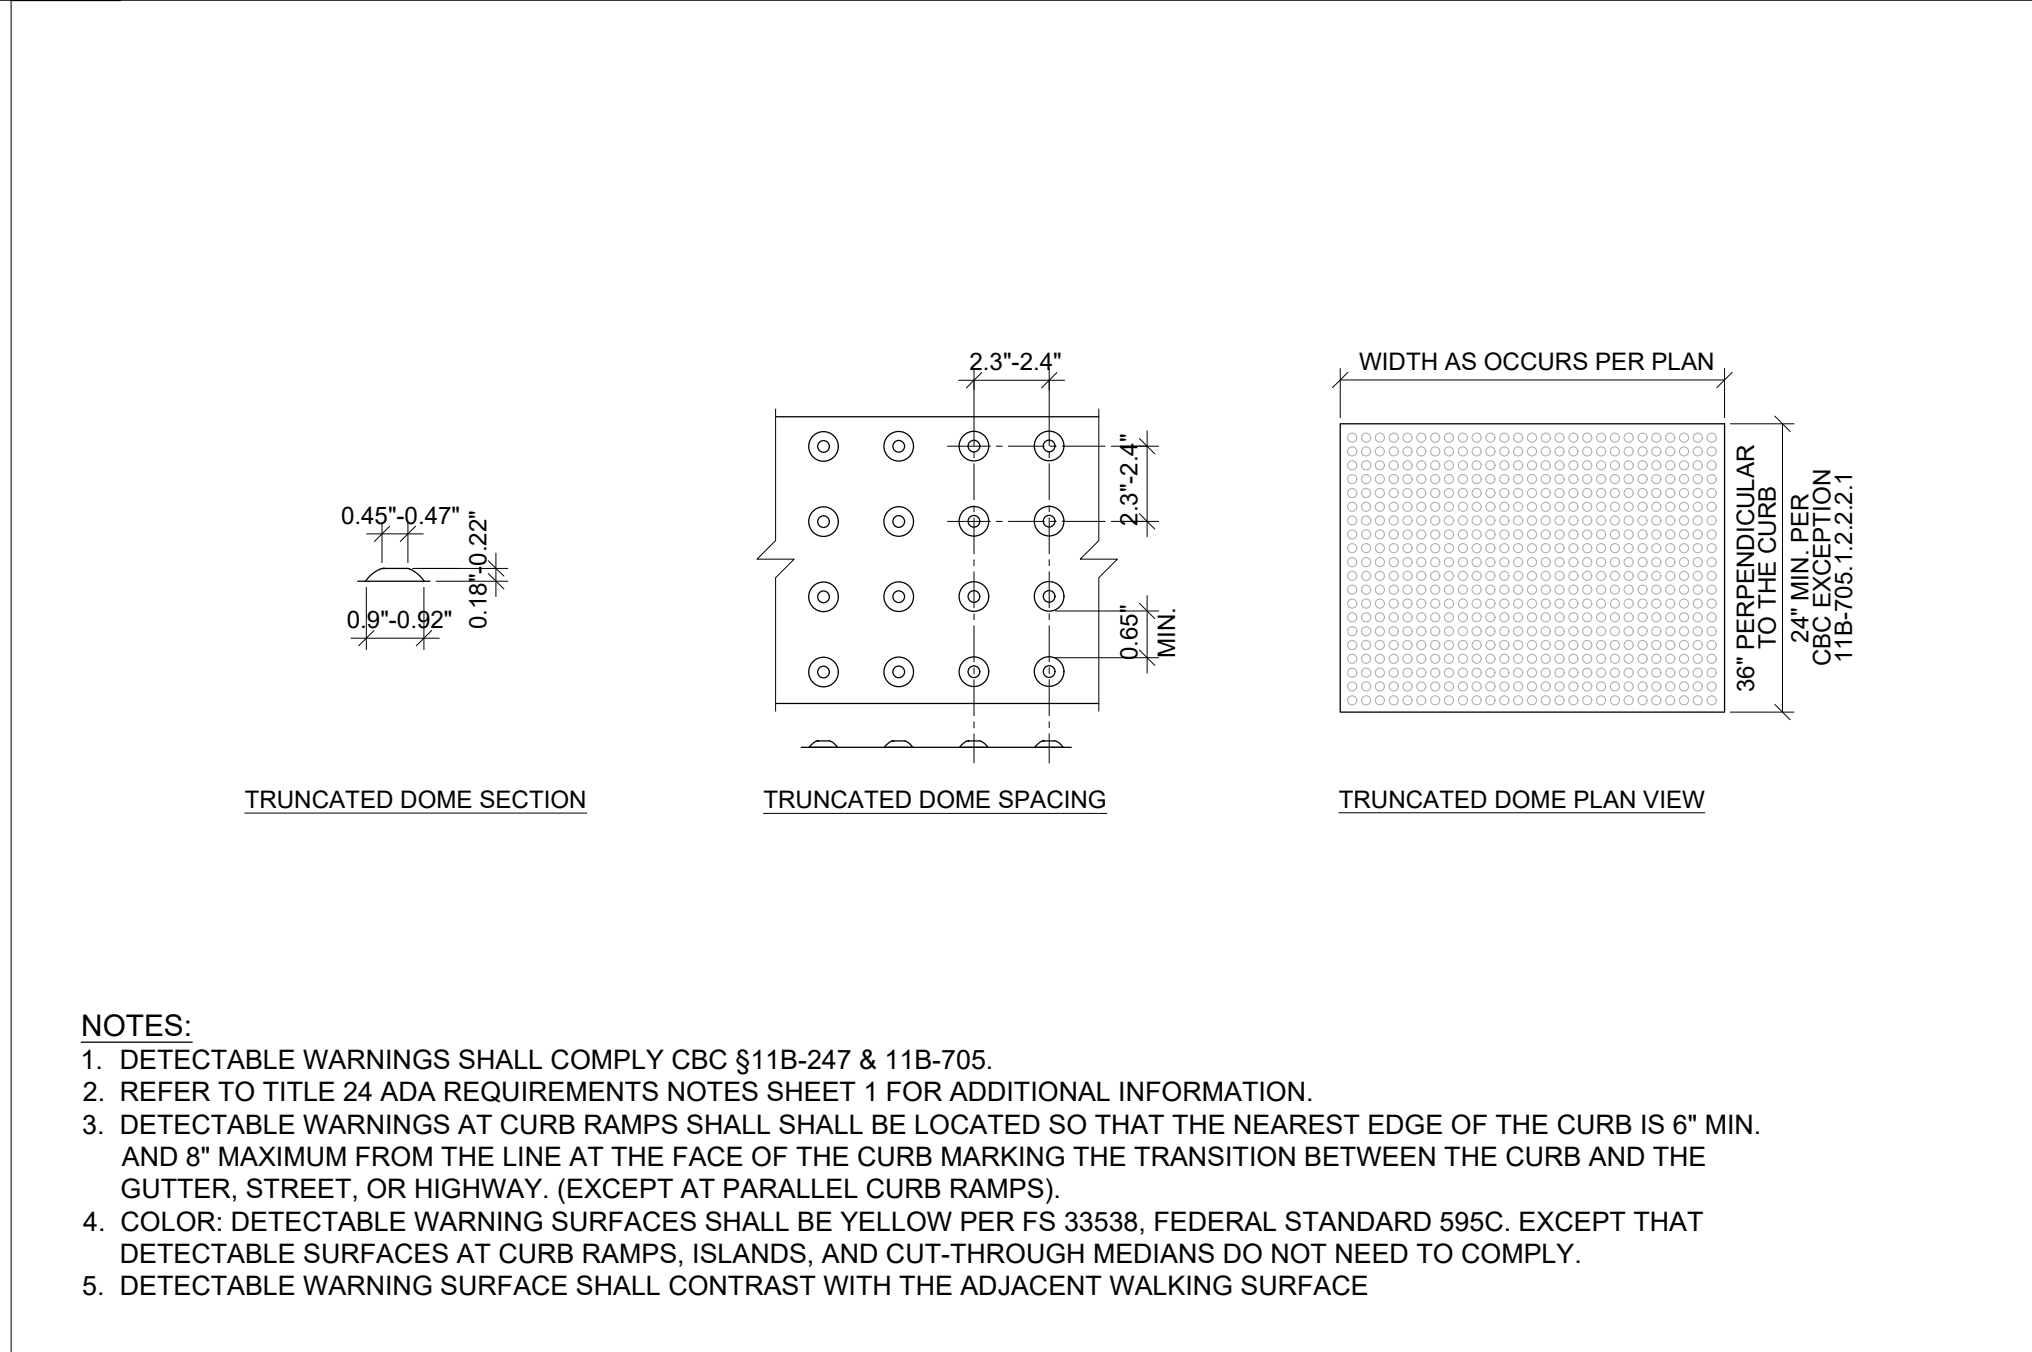 0.45"-0.47"
0.18"-0.22"
0.9"-0.92"
TRUNCATED DOME SECTION
2.3"-2.4"
2.3"-2.4"
0.65"
MIN.
TRUNCATED DOME SPACING
WIDTH AS OCCURS PER PLAN
36" PERPENDICULAR
TO THE CURB
24" MIN. PER
CBC EXCEPTION
11B-705.1.2.2.2.1
TRUNCATED DOME PLAN VIEW
NOTES:
1. DETECTABLE WARNINGS SHALL COMPLY CBC §11B-247 & 11B-705.
2. REFER TO TITLE 24 ADA REQUIREMENTS NOTES SHEET 1 FOR ADDITIONAL INFORMATION.
3. DETECTABLE WARNINGS AT CURB RAMPS SHALL SHALL BE LOCATED SO THAT THE NEAREST EDGE OF THE CURB IS 6" MIN.
AND 8" MAXIMUM FROM THE LINE AT THE FACE OF THE CURB MARKING THE TRANSITION BETWEEN THE CURB AND THE
GUTTER, STREET, OR HIGHWAY. (EXCEPT AT PARALLEL CURB RAMPS).
4. COLOR: DETECTABLE WARNING SURFACES SHALL BE YELLOW PER FS 33538, FEDERAL STANDARD 595C. EXCEPT THAT
DETECTABLE SURFACES AT CURB RAMPS, ISLANDS, AND CUT-THROUGH MEDIANS DO NOT NEED TO COMPLY.
5. DETECTABLE WARNING SURFACE SHALL CONTRAST WITH THE ADJACENT WALKING SURFACE